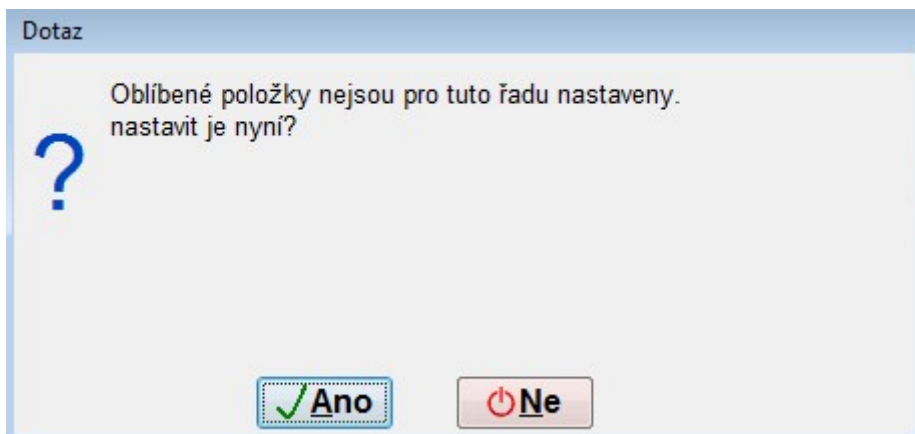 Dotaz
Oblíbené položky nejsou pro tuto řadu nastaveny.
nastavit je nyní?
?
Ano
Ne